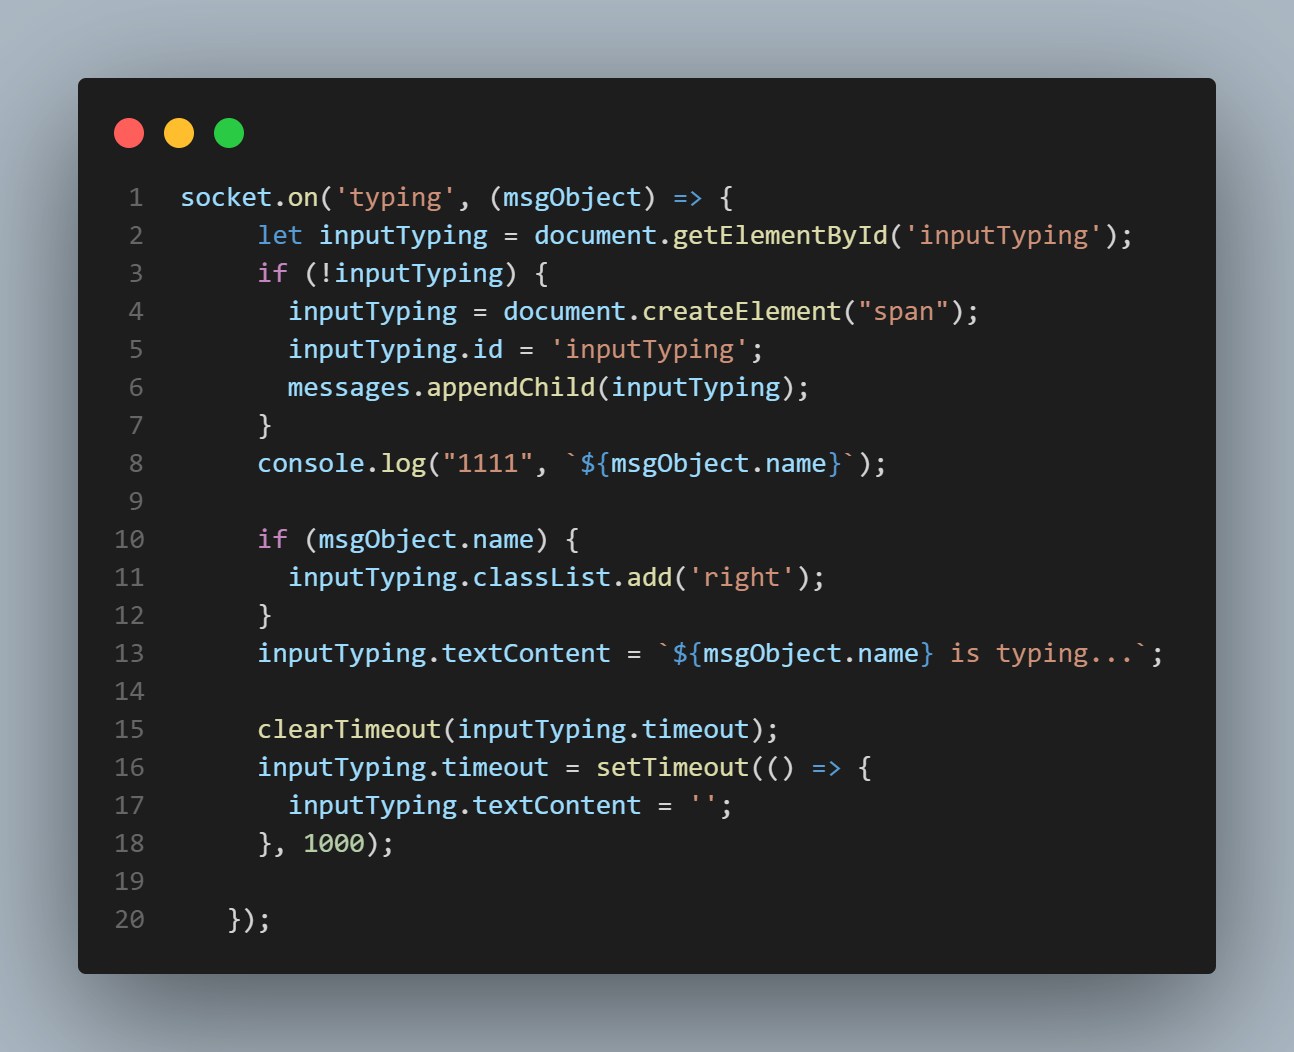 1 socket.on('typing', (msgObject) => {
2 let inputTyping = document.getElementById('inputTyping');
3 if (!inputTyping) {
4 inputTyping = document.createElement("span");
5 inputTyping.id = 'inputTyping';
6 messages.appendChild(inputTyping);
7 }
8 console.log("1111", `${msgObject.name}`);
9
10 if (msgObject.name) {
11 inputTyping.classList.add('right');
12 }
13 inputTyping.textContent = `${msgObject.name} is typing...`;
14
15 clearTimeout(inputTyping.timeout);
16 inputTyping.timeout = setTimeout(() => {
17 inputTyping.textContent = '';
18 }, 1000);
19
20 });